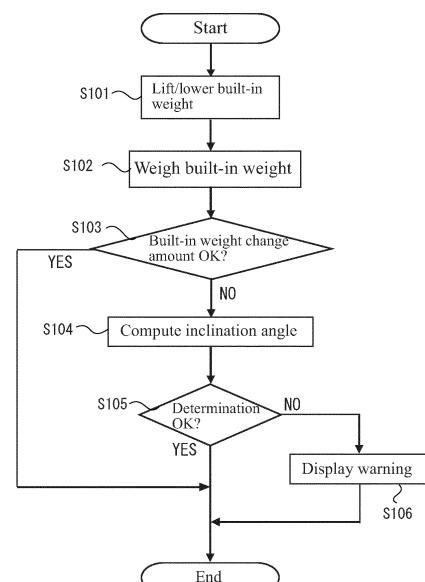 Start
S101
Lift/lower built-in
weight
S102
Weigh built-in weight
S103
Built-in weight change
amount OK?
YES
NO
S104
Compute inclination angle
S105
Determination
OK?
NO
YES
Display warning
S106
End